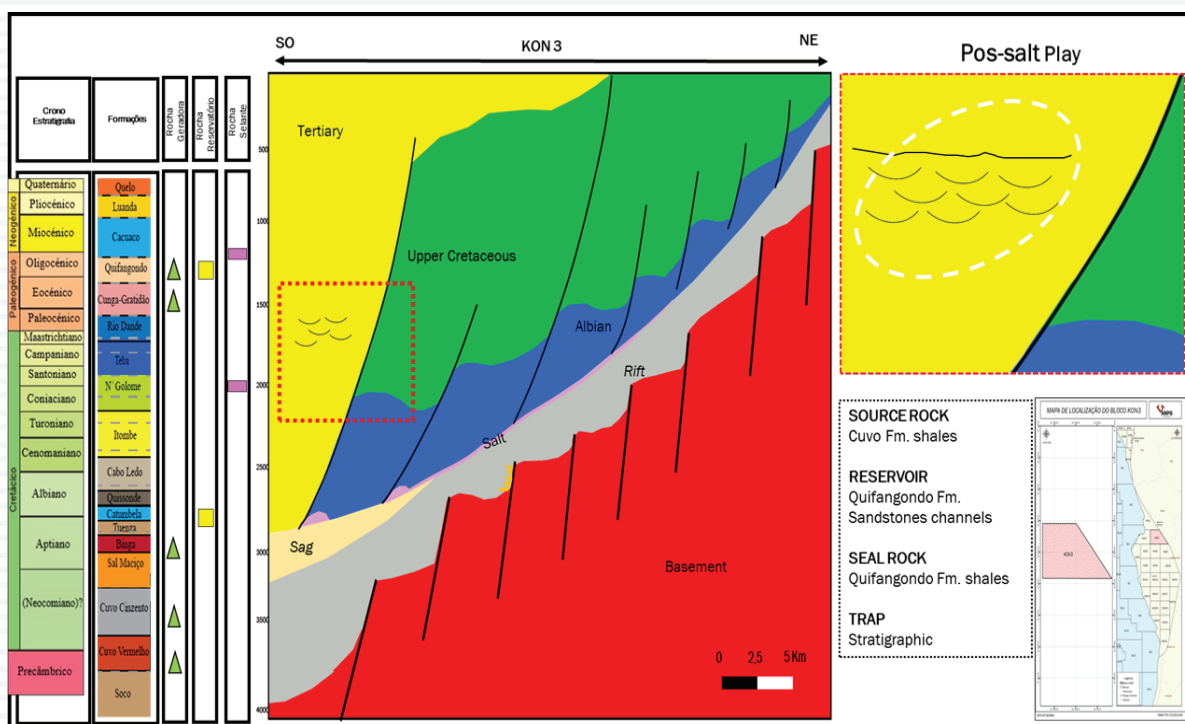 SO
KON 3
NE
Pos-salt Play
Crono
Estratigrafia
Formações
Rocha
Geradora
Rocha
Reservatório
Rocha
Selante
Quaternário
Pliocénico
Miocénico
Oligocénico
Eocénico
Paleocénico
Maastrichtiano
Campaniano
Santoniano
Coniaciano
Turoniano
Cenomaniano
Albiano
Aptiano
(Neocomiano)?
Precâmbrico
Neogénico
Paleogénico
Cretácico
Quelo
Luanda
Cacuaco
Quifangondo
Cunga-Gratidão
Rio Dande
Teba
N' Golome
Itombe
Cabo Ledo
Quissonde
Catumbela
Tuenza
Binga
Sal Maciço
Cuvo Cinzento
Cuvo Vermelho
Soco
500
1000
1500
2000
2500
3000
3500
4000
Tertiary
Upper Cretaceous
Albian
Rift
Salt
Sag
Basement
0 2,5 5 Km
SOURCE ROCK
Cuvo Fm. shales
RESERVOIR
Quifangondo Fm.
Sandstones channels
SEAL ROCK
Quifangondo Fm. shales
TRAP
Stratigraphic
MAPA DE LOCALIZAÇÃO DO BLOCO KON3
KON3